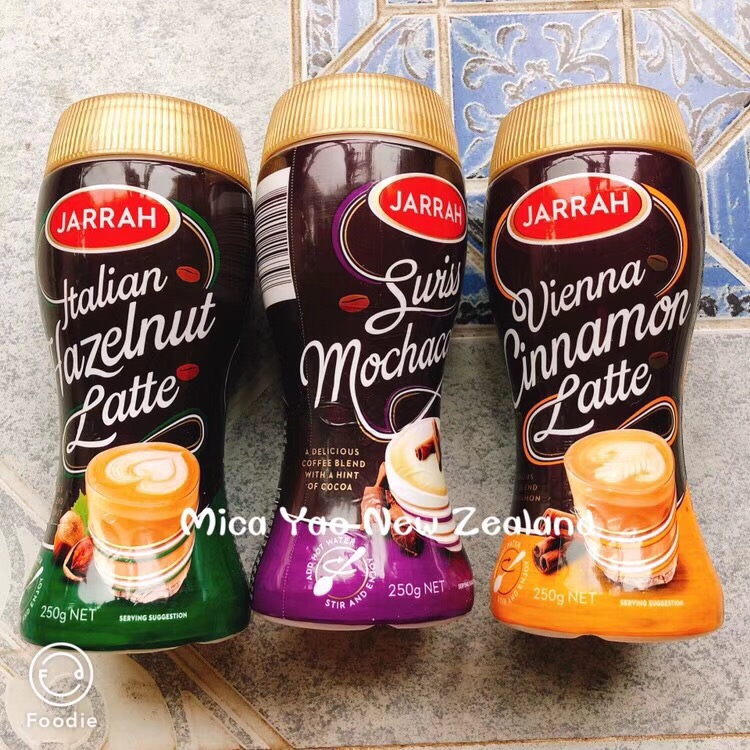 JARRAH
Italian
Hazelnut
Latte
250g NET
SERVING SUGGESTION
JARRAH
Swiss
Mochacc
A DELICIOUS
COFFEE BLEND
WITH A HINT
OF COCOA
ADD HOT WATER
STIR AND ENJOY
250g NET
JARRAH
Vienna
Cinnamon
Latte
250g NET
SERVING SUGGESTION
Mica Yao-New Zealand
Foodie